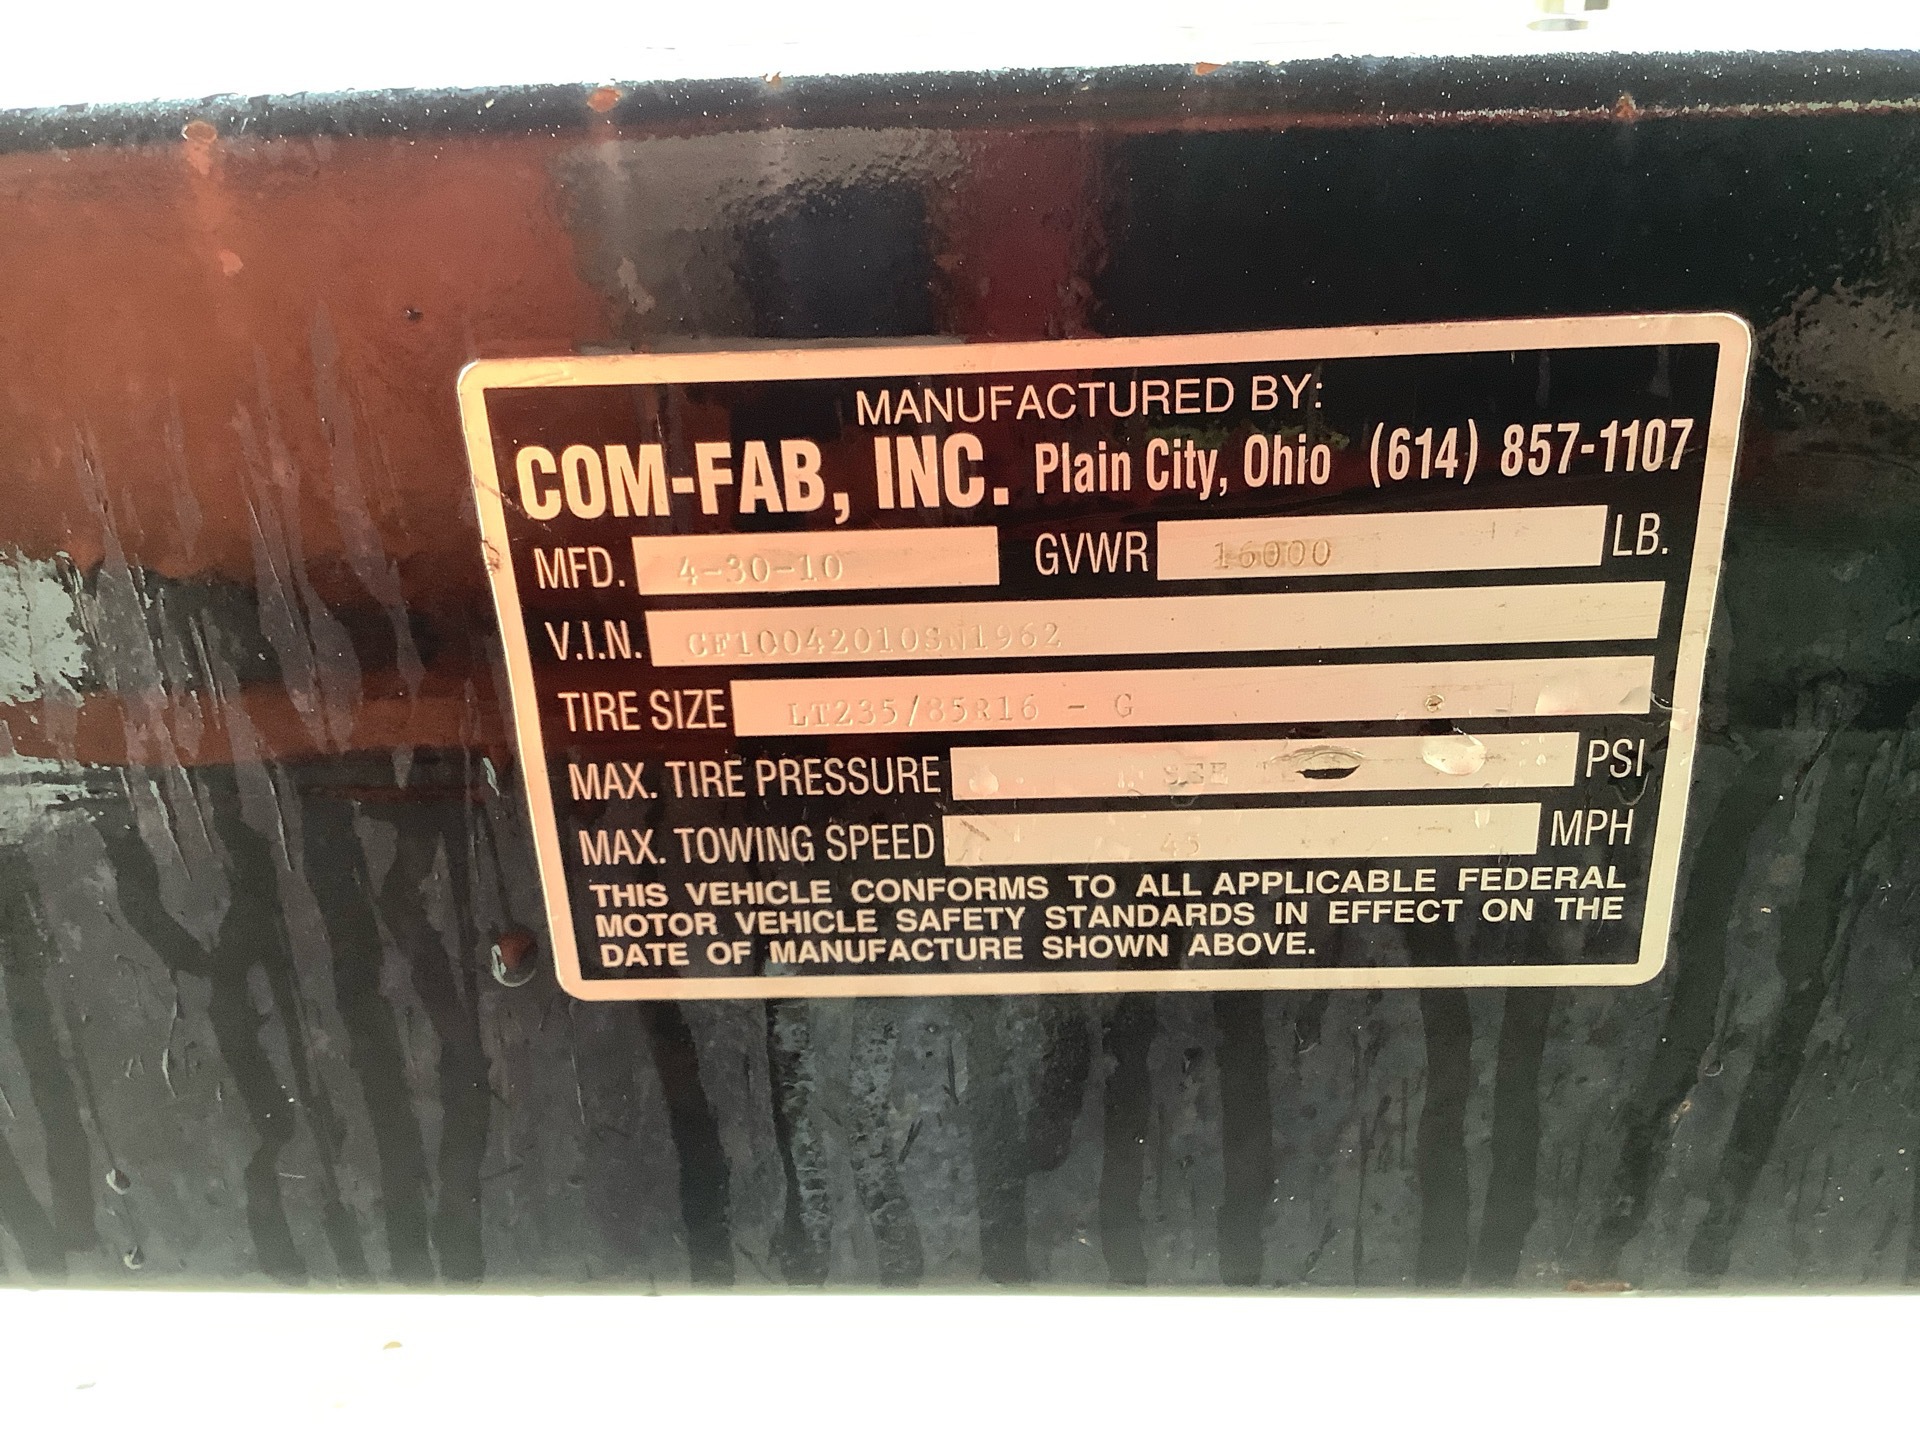 MANUFACTURED BY:
COM-FAB, INC. Plain City, Ohio (614) 857-1107
MFD. 4-30-10 GVWR 16000 LB.
V.I.N. CF10042010SN1962
TIRE SIZE LT235/85R16 - G
MAX. TIRE PRESSURE SEE PSI
MAX. TOWING SPEED 45 MPH
THIS VEHICLE CONFORMS TO ALL APPLICABLE FEDERAL
MOTOR VEHICLE SAFETY STANDARDS IN EFFECT ON THE
DATE OF MANUFACTURE SHOWN ABOVE.